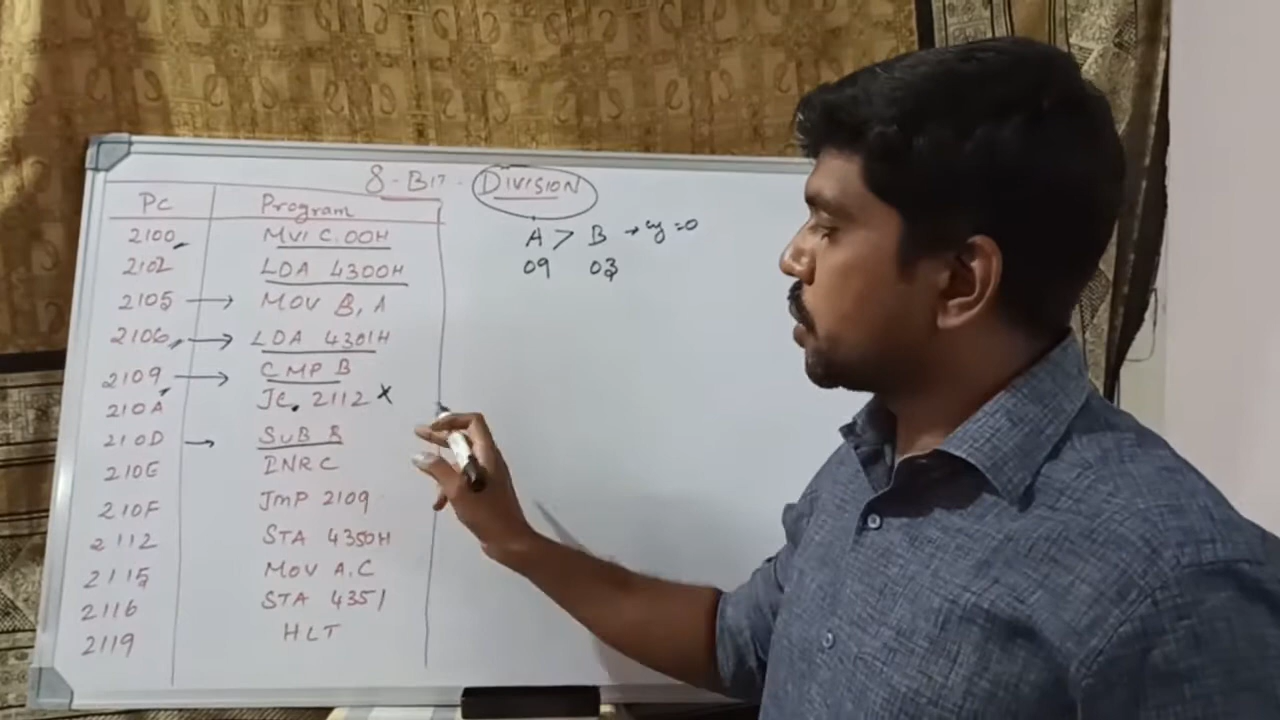 8-BIT - DIVISION
PC Program
2100 MVI C, 00H
2102 LDA 4300H
2105 → MOV B, A
2106 → LDA 4301H
2109 → CMP B
210A JC 2112 X
210D → SUB B
210E INR C
210F JMP 2109
2112 STA 4350H
2115 MOV A, C
2116 STA 4351
2119 HLT
A > B → cy = 0
09 03